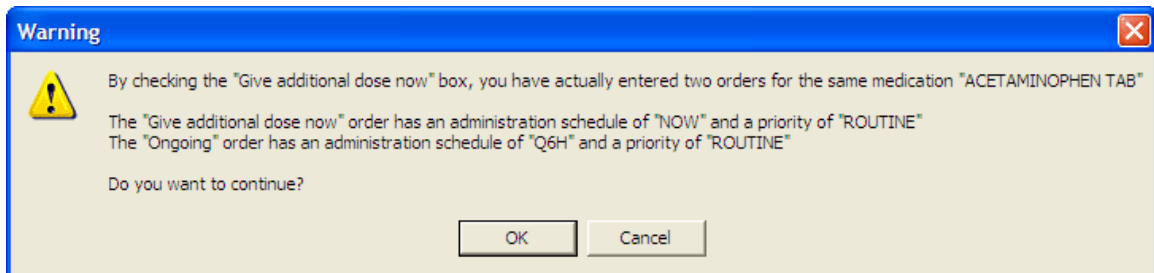 Warning
By checking the "Give additional dose now" box, you have actually entered two orders for the same medication "ACETAMINOPHEN TAB"
The "Give additional dose now" order has an administration schedule of "NOW" and a priority of "ROUTINE"
The "Ongoing" order has an administration schedule of "Q6H" and a priority of "ROUTINE"
Do you want to continue?
OK Cancel